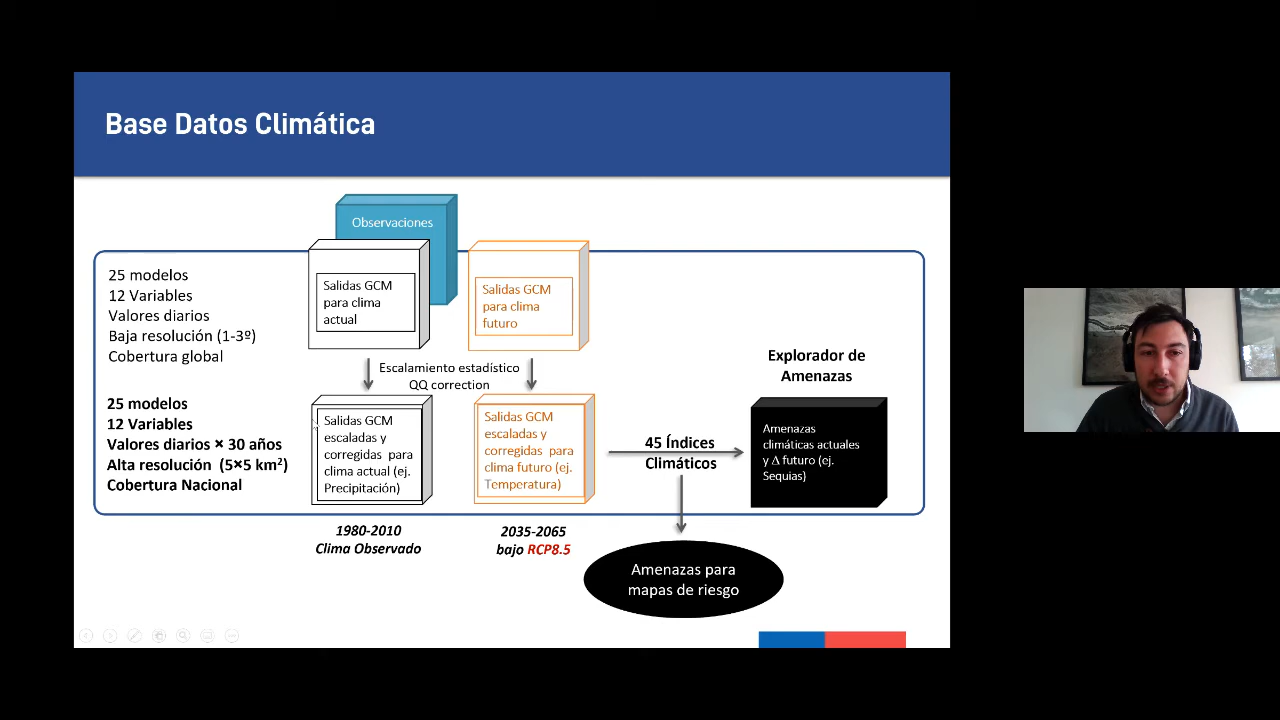 Base Datos Climática
Observaciones
25 modelos
12 Variables
Valores diarios
Baja resolución (1-3º)
Cobertura global
Salidas GCM
para clima
actual
Salidas GCM
para clima
futuro
Escalamiento estadístico
QQ correction
25 modelos
12 Variables
Valores diarios × 30 años
Alta resolución (5×5 km²)
Cobertura Nacional
Salidas GCM
escaladas y
corregidas para
clima actual (ej.
Precipitación)
Salidas GCM
escaladas y
corregidas para
clima futuro (ej.
Temperatura)
45 Índices
Climáticos
Explorador de
Amenazas
Amenazas
climáticas actuales
y Δ futuro (ej.
Sequias)
1980-2010
Clima Observado
2035-2065
bajo RCP8.5
Amenazas para
mapas de riesgo